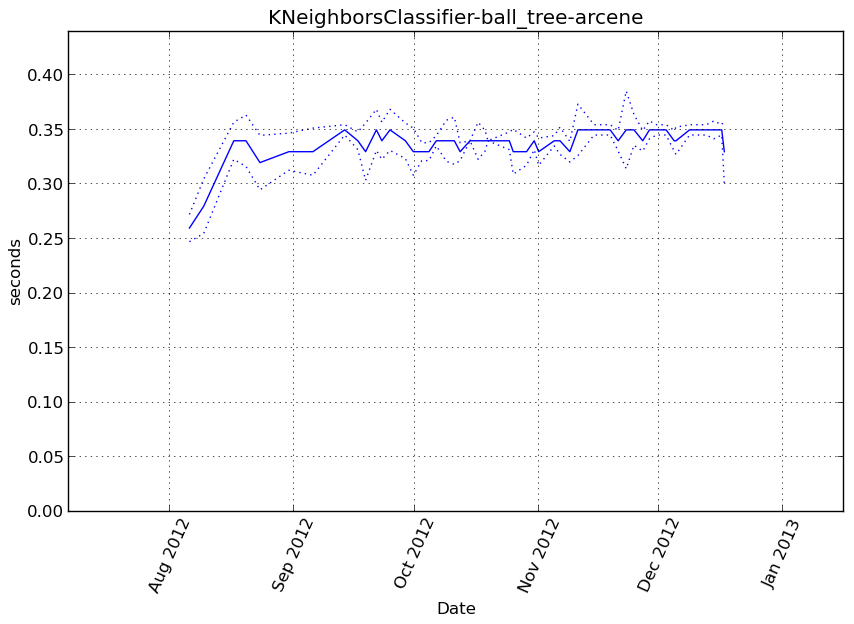 KNeighborsClassifier-ball_tree-arcene
0.40
0.35
0.30
0.25
0.20
0.15
0.10
0.05
0.00
seconds
Aug 2012
Sep 2012
Oct 2012
Nov 2012
Dec 2012
Jan 2013
Date